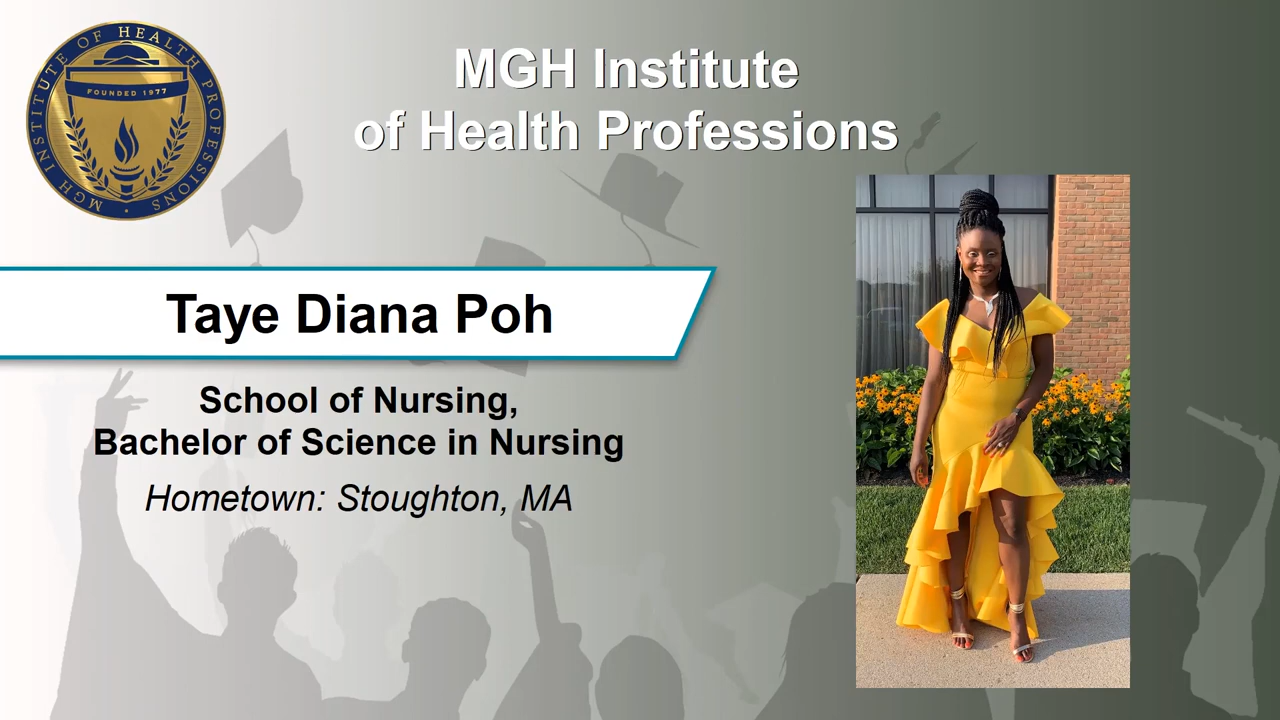 MGH INSTITUTE OF HEALTH PROFESSIONS
FOUNDED 1977
MGH Institute
of Health Professions
Taye Diana Poh
School of Nursing,
Bachelor of Science in Nursing
Hometown: Stoughton, MA